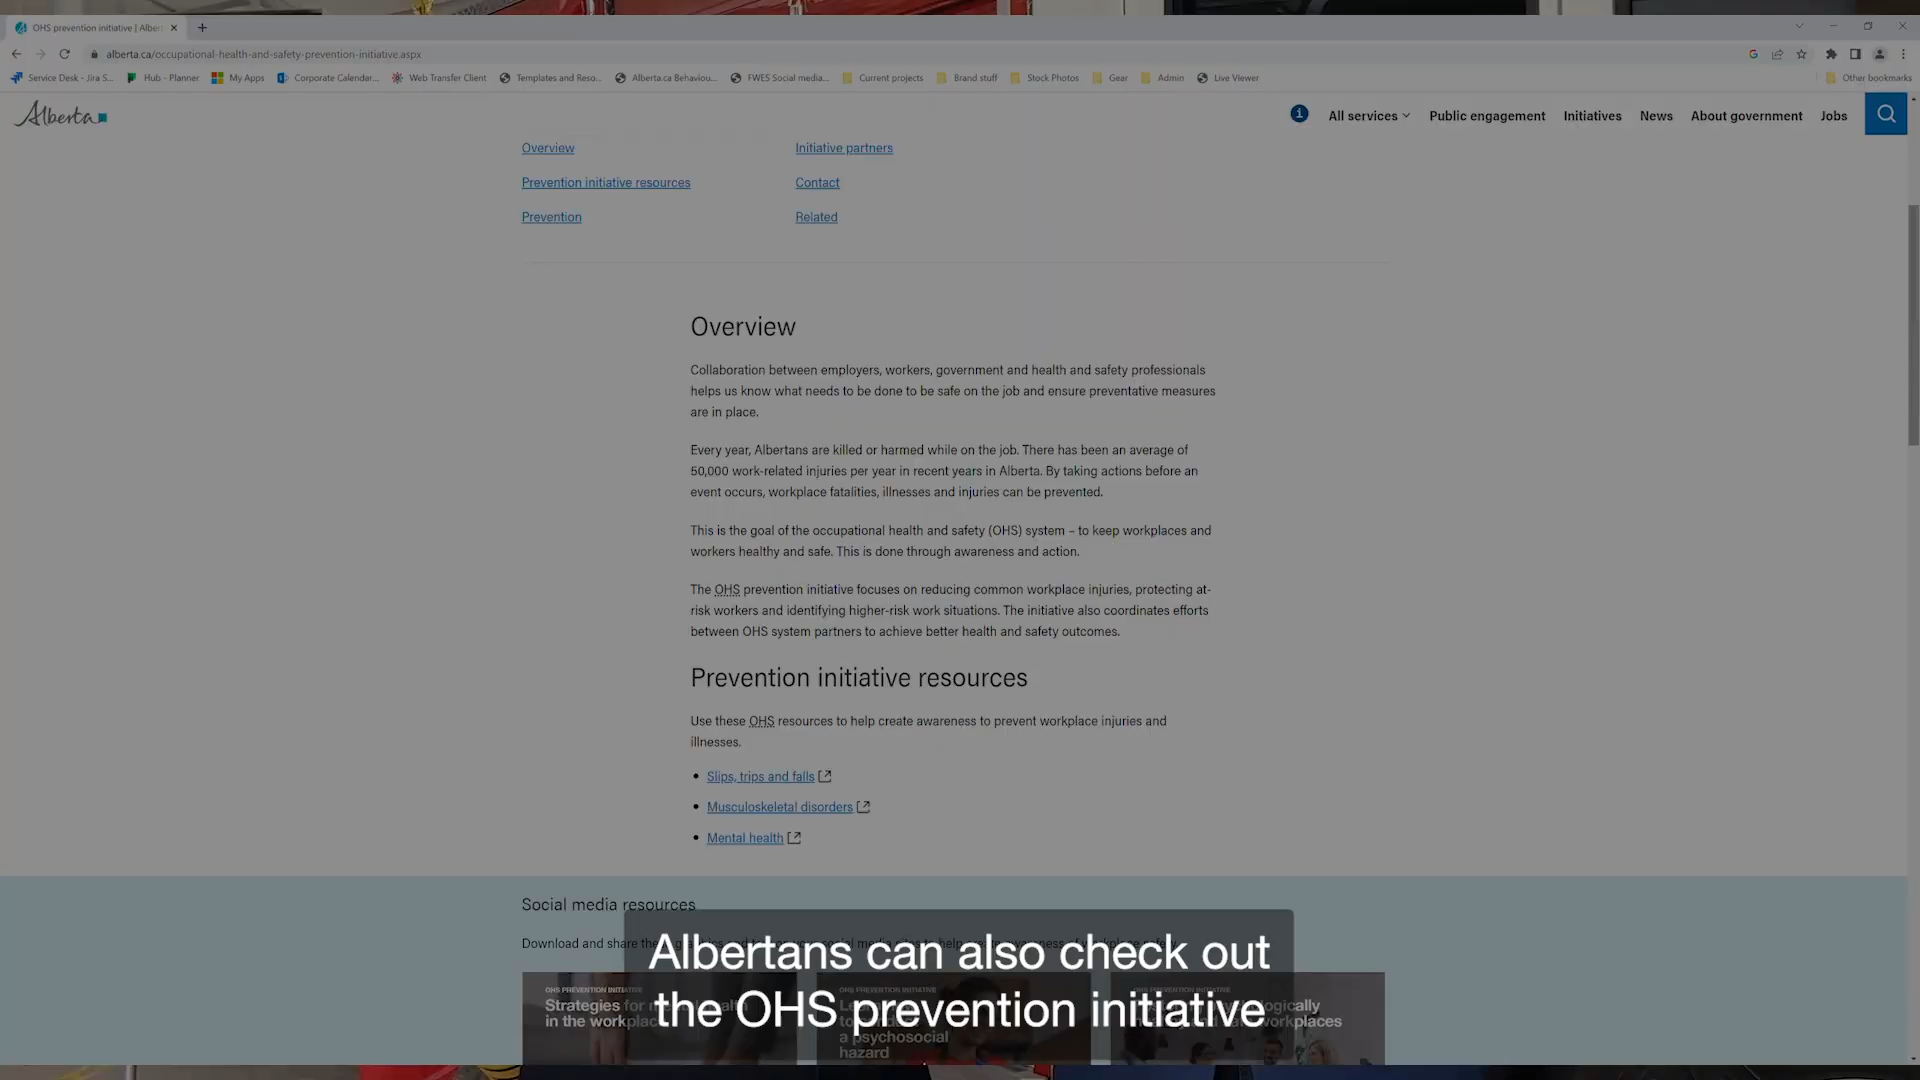 OHS prevention initiative | Alber
alberta.ca/occupational-health-and-safety-prevention-initiative.aspx
Service Desk - Jira S...
Hub - Planner
My Apps
Corporate Calendar...
Web Transfer Client
Templates and Reso...
Alberta.ca Behaviou...
FWES Social media...
Current projects
Brand stuff
Stock Photos
Gear
Admin
Live Viewer
Other bookmarks
Alberta
All services
Public engagement
Initiatives
News
About government
Jobs
Overview
Initiative partners
Prevention initiative resources
Contact
Prevention
Related
Overview
Collaboration between employers, workers, government and health and safety professionals
helps us know what needs to be done to be safe on the job and ensure preventative measures
are in place.
Every year, Albertans are killed or harmed while on the job. There has been an average of
50,000 work-related injuries per year in recent years in Alberta. By taking actions before an
event occurs, workplace fatalities, illnesses and injuries can be prevented.
This is the goal of the occupational health and safety (OHS) system – to keep workplaces and
workers healthy and safe. This is done through awareness and action.
The OHS prevention initiative focuses on reducing common workplace injuries, protecting at-
risk workers and identifying higher-risk work situations. The initiative also coordinates efforts
between OHS system partners to achieve better health and safety outcomes.
Prevention initiative resources
Use these OHS resources to help create awareness to prevent workplace injuries and
illnesses.
Slips, trips and falls
Musculoskeletal disorders
Mental health
Social media resources
Download and share
OHS PREVENTION INITIATIVE
Strategies for
in the workplac
OHS PREVENTION INITIATIVE
a psychosocial
hazard
workplaces
Albertans can also check out
the OHS prevention initiative